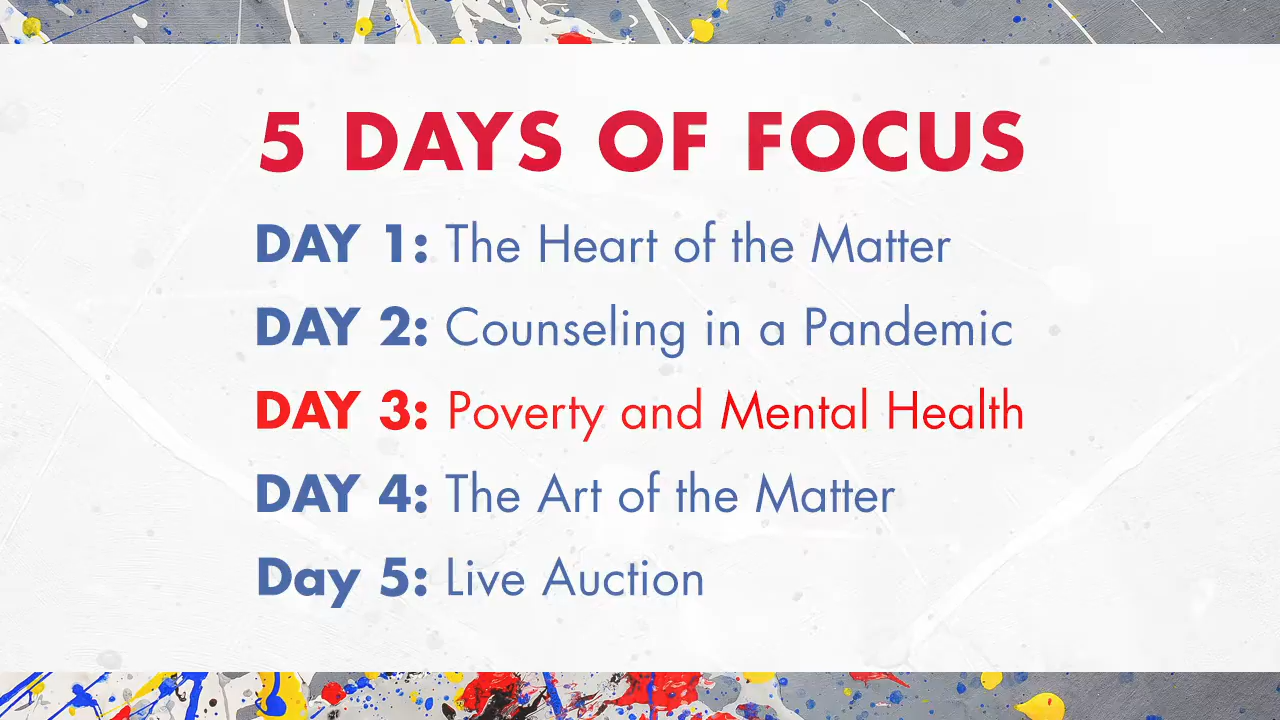 5 DAYS OF FOCUS
DAY 1: The Heart of the Matter
DAY 2: Counseling in a Pandemic
DAY 3: Poverty and Mental Health
DAY 4: The Art of the Matter
Day 5: Live Auction